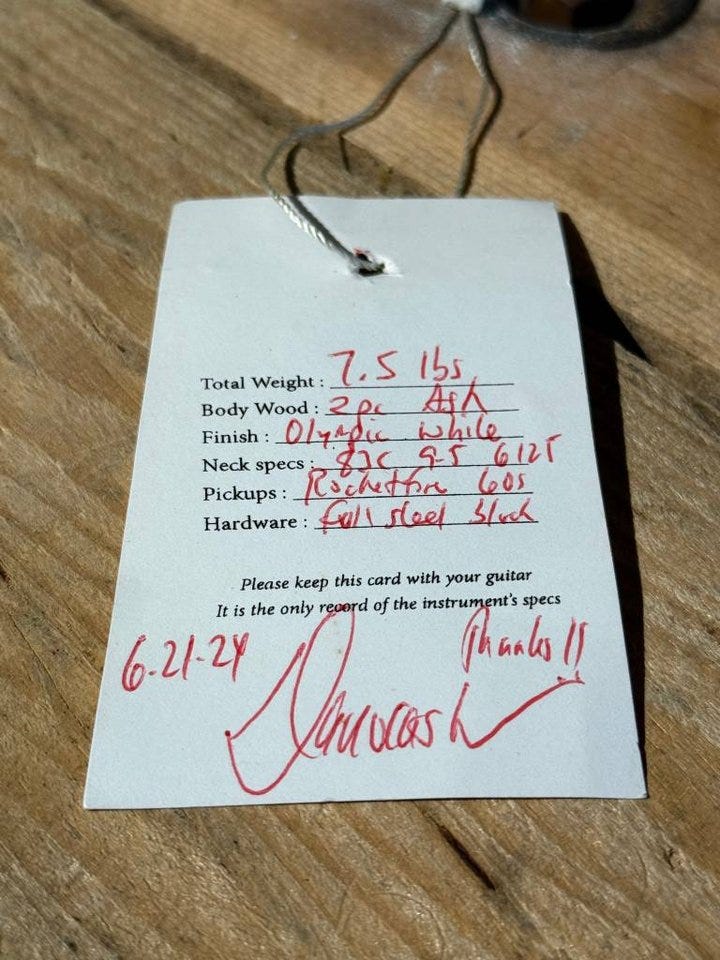 Total Weight : 7.5 lbs
Body Wood : 2pc Ash
Finish : Olympic white
Neck specs : 83C 9.5 6125
Pickups : Rocketfire 60s
Hardware : full steel block
Please keep this card with your guitar
It is the only record of the instrument's specs
6-21-24 Thanks !!
Danocash